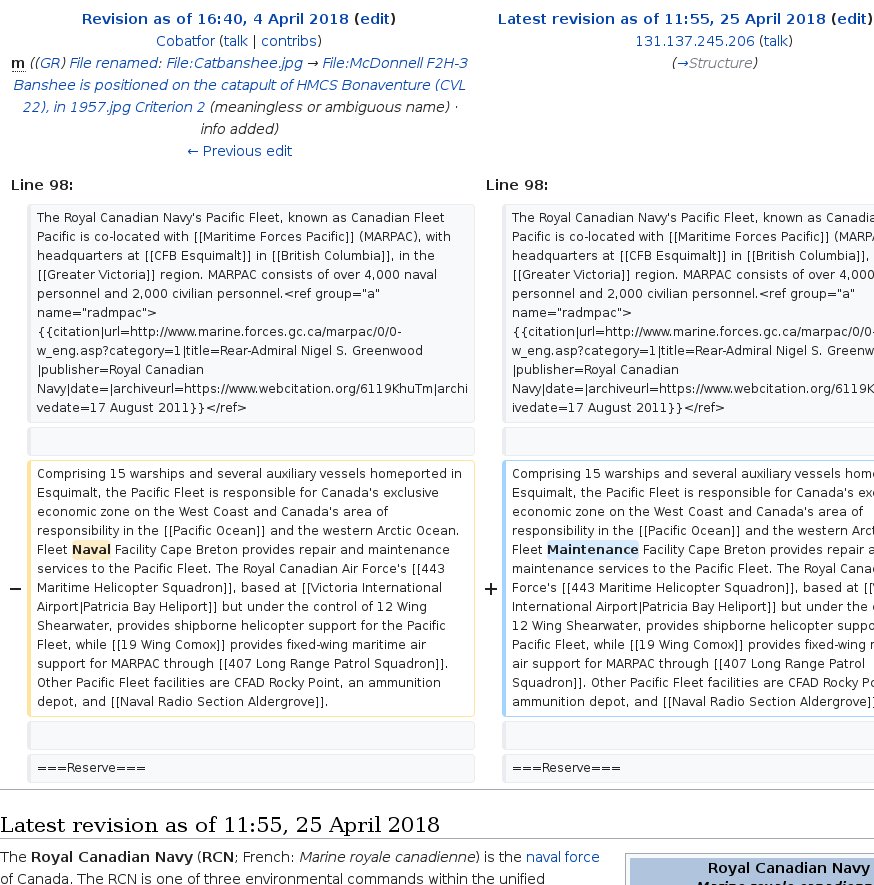 Revision as of 16:40, 4 April 2018 (edit)
Cobatfor (talk | contribs)
m ((GR) File renamed: File:Catbanshee.jpg → File:McDonnell F2H-3
Banshee is positioned on the catapult of HMCS Bonaventure (CVL
22), in 1957.jpg Criterion 2 (meaningless or ambiguous name) ·
info added)
← Previous edit
Latest revision as of 11:55, 25 April 2018 (edit)
131.137.245.206 (talk)
(→Structure)
Line 98:
The Royal Canadian Navy's Pacific Fleet, known as Canadian Fleet
Pacific is co-located with [[Maritime Forces Pacific]] (MARPAC), with
headquarters at [[CFB Esquimalt]] in [[British Columbia]], in the
[[Greater Victoria]] region. MARPAC consists of over 4,000 naval
personnel and 2,000 civilian personnel.<ref group="a"
name="radmpac">
{{citation|url=http://www.marine.forces.gc.ca/marpac/0/0-
w_eng.asp?category=1|title=Rear-Admiral Nigel S. Greenwood
|publisher=Royal Canadian
Navy|date=|archiveurl=https://www.webcitation.org/6119KhuTm|archi
vedate=17 August 2011}}</ref>
− Comprising 15 warships and several auxiliary vessels homeported in
Esquimalt, the Pacific Fleet is responsible for Canada's exclusive
economic zone on the West Coast and Canada's area of
responsibility in the [[Pacific Ocean]] and the western Arctic Ocean.
Fleet Naval Facility Cape Breton provides repair and maintenance
services to the Pacific Fleet. The Royal Canadian Air Force's [[443
Maritime Helicopter Squadron]], based at [[Victoria International
Airport|Patricia Bay Heliport]] but under the control of 12 Wing
Shearwater, provides shipborne helicopter support for the Pacific
Fleet, while [[19 Wing Comox]] provides fixed-wing maritime air
support for MARPAC through [[407 Long Range Patrol Squadron]].
Other Pacific Fleet facilities are CFAD Rocky Point, an ammunition
depot, and [[Naval Radio Section Aldergrove]].
===Reserve===
Line 98:
The Royal Canadian Navy's Pacific Fleet, known as Canadia
Pacific is co-located with [[Maritime Forces Pacific]] (MARPA
headquarters at [[CFB Esquimalt]] in [[British Columbia]],
[[Greater Victoria]] region. MARPAC consists of over 4,000
personnel and 2,000 civilian personnel.<ref group="a"
name="radmpac">
{{citation|url=http://www.marine.forces.gc.ca/marpac/0/0-
w_eng.asp?category=1|title=Rear-Admiral Nigel S. Greenw
|publisher=Royal Canadian
Navy|date=|archiveurl=https://www.webcitation.org/6119K
ivedate=17 August 2011}}</ref>
+ Comprising 15 warships and several auxiliary vessels home
Esquimalt, the Pacific Fleet is responsible for Canada's exc
economic zone on the West Coast and Canada's area of
responsibility in the [[Pacific Ocean]] and the western Arctic
Fleet Maintenance Facility Cape Breton provides repair a
maintenance services to the Pacific Fleet. The Royal Canad
Force's [[443 Maritime Helicopter Squadron]], based at [[V
International Airport|Patricia Bay Heliport]] but under the c
12 Wing Shearwater, provides shipborne helicopter suppo
Pacific Fleet, while [[19 Wing Comox]] provides fixed-wing m
air support for MARPAC through [[407 Long Range Patrol
Squadron]]. Other Pacific Fleet facilities are CFAD Rocky Po
ammunition depot, and [[Naval Radio Section Aldergrove]]
===Reserve===
Latest revision as of 11:55, 25 April 2018
The Royal Canadian Navy (RCN; French: Marine royale canadienne) is the naval force
of Canada. The RCN is one of three environmental commands within the unified
Royal Canadian Navy
Marine royale canadienne